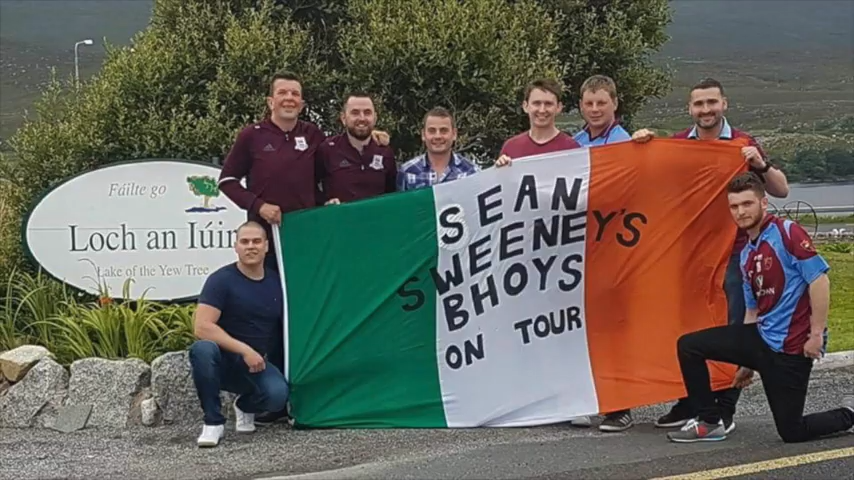 Fáilte go
Loch an Iúir
Lake of the Yew Tree
SEAN
SWEENEY'S
BHOYS
ON TOUR